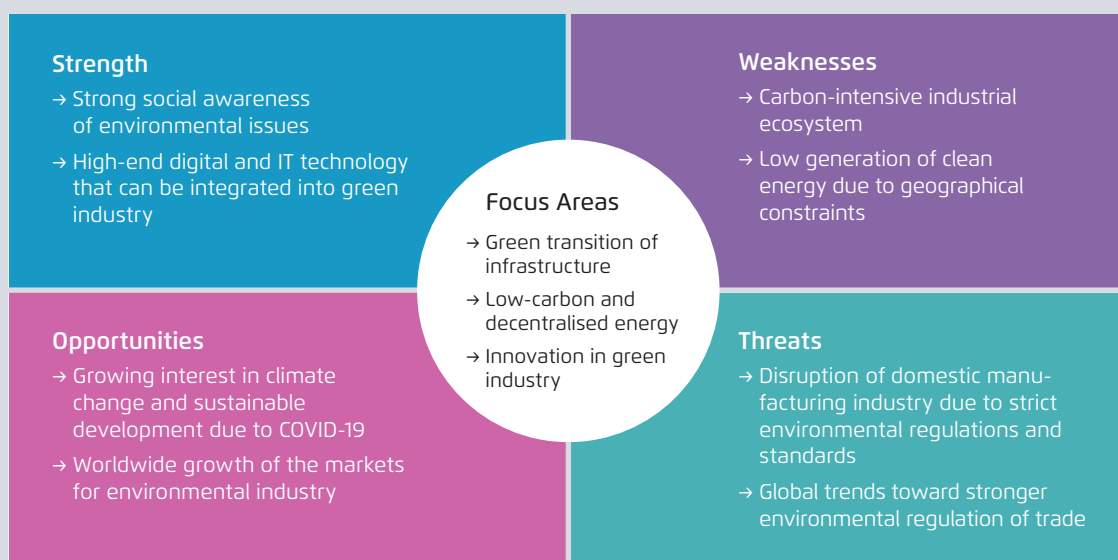 Strength
→ Strong social awareness
of environmental issues
→ High-end digital and IT technology
that can be integrated into green
industry
Weaknesses
→ Carbon-intensive industrial
ecosystem
→ Low generation of clean
energy due to geographical
constraints
Focus Areas
→ Green transition of
infrastructure
→ Low-carbon and
decentralised energy
→ Innovation in green
industry
Opportunities
→ Growing interest in climate
change and sustainable
development due to COVID-19
→ Worldwide growth of the markets
for environmental industry
Threats
→ Disruption of domestic manu-
facturing industry due to strict
environmental regulations and
standards
→ Global trends toward stronger
environmental regulation of trade